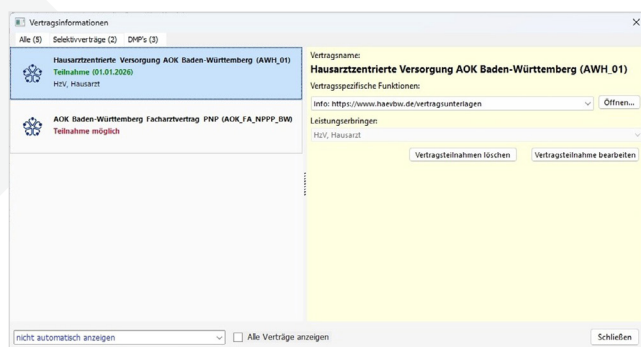 Vertragsinformationen
Alle (5) Selektivverträge (2) DMP's (3)
Hausarztzentrierte Versorgung AOK Baden-Württemberg (AWH_01)
Teilnahme (01.01.2026)
HzV, Hausarzt
AOK Baden-Württemberg Facharztvertrag PNP (AOK_FA_NPPP_BW)
Teilnahme möglich
Vertragsname:
Hausarztzentrierte Versorgung AOK Baden-Württemberg (AWH_01)
Vertragsspezifische Funktionen:
Info: https://www.haevbw.de/vertragsunterlagen Öffnen...
Leistungserbringer:
HzV, Hausarzt
Vertragsteilnahmen löschen Vertragsteilnahme bearbeiten
nicht automatisch anzeigen Alle Verträge anzeigen Schließen